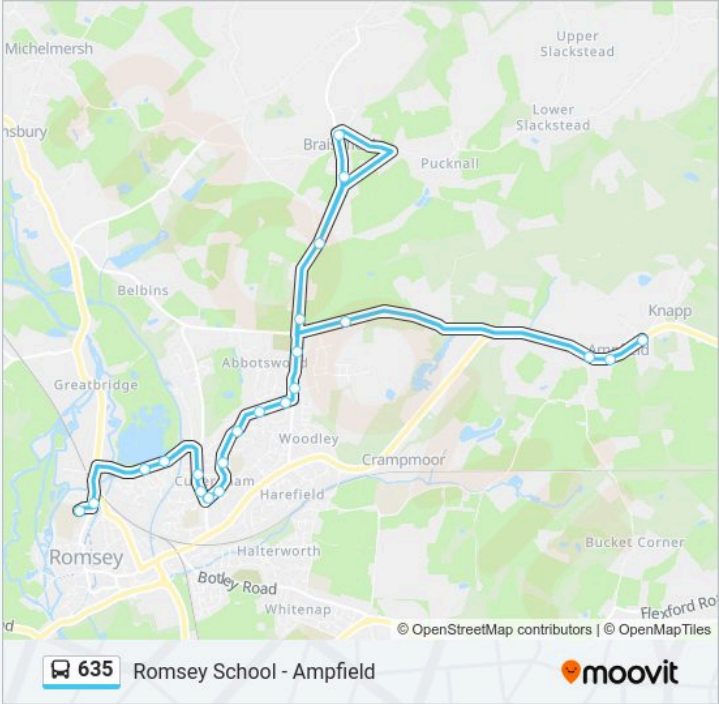 Michelmersh
Upper
Slackstead
Lower
Slackstead
nsbury
Pucknall
Belbins
Knapp
Abbotswood
Greatbridge
Woodley
Crampmoor
Harefield
Romsey
Halterworth
Bucket Corner
Botley Road
Whitenap
Flexford Ro
d
© OpenStreetMap contributors | © OpenMapTiles
635 Romsey School - Ampfield
moovit